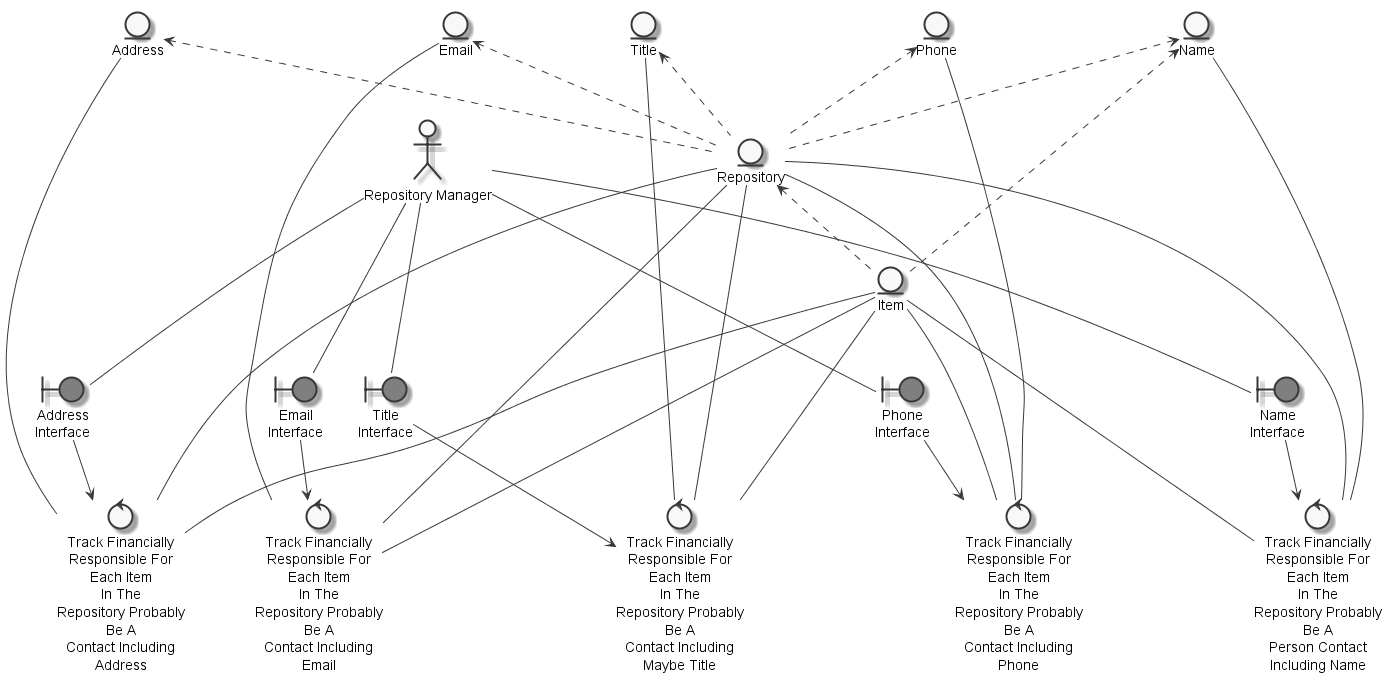 Address
Email
Title
Phone
Name
Repository
Repository Manager
Item
Address
Interface
Email
Interface
Title
Interface
Phone
Interface
Name
Interface
Track Financially
Responsible For
Each Item
In The
Repository Probably
Be A
Contact Including
Address
Track Financially
Responsible For
Each Item
In The
Repository Probably
Be A
Contact Including
Email
Track Financially
Responsible For
Each Item
In The
Repository Probably
Be A
Contact Including
Maybe Title
Track Financially
Responsible For
Each Item
In The
Repository Probably
Be A
Contact Including
Phone
Track Financially
Responsible For
Each Item
In The
Repository Probably
Be A
Person Contact
Including Name